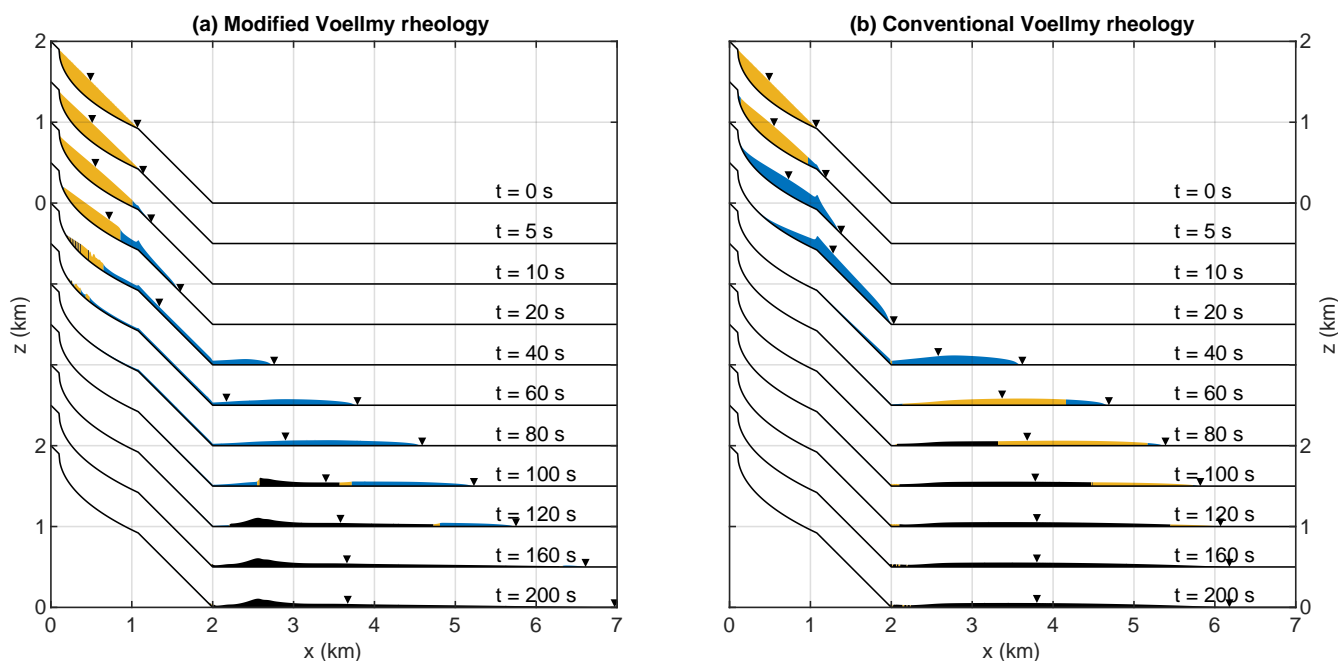 (a) Modified Voellmy rheology
(b) Conventional Voellmy rheology
2
1
0
2
1
0
z (km)
t = 0 s
t = 5 s
t = 10 s
t = 20 s
t = 40 s
t = 60 s
t = 80 s
t = 100 s
t = 120 s
t = 160 s
t = 200 s
0 1 2 3 4 5 6 7
x (km)
t = 0 s
t = 5 s
t = 10 s
t = 20 s
t = 40 s
t = 60 s
t = 80 s
t = 100 s
t = 120 s
t = 160 s
t = 200 s
0 1 2 3 4 5 6 7
x (km)
2
1
0
2
1
0
z (km)